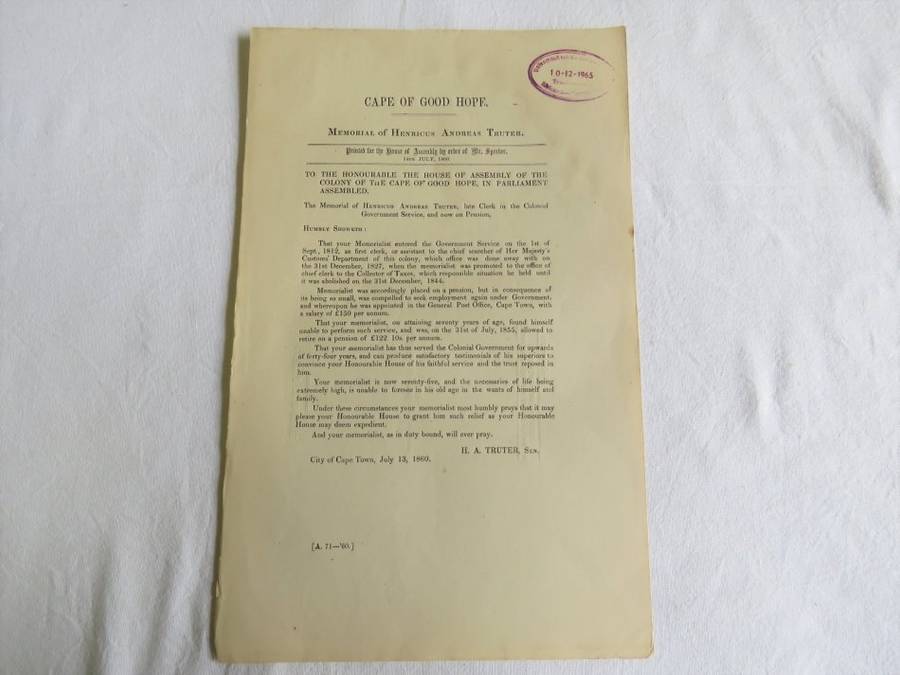 10-12-1965
CAPE OF GOOD HOPE.
MEMORIAL of HENRICUS ANDREAS TRUTER.
Printed for the House of Assembly by order of Mr. Speaker.
14TH JULY, 1860.
TO THE HONOURABLE THE HOUSE OF ASSEMBLY OF THE
COLONY OF THE CAPE OF GOOD HOPE, IN PARLIAMENT
ASSEMBLED.
The Memorial of HENRICUS ANDREAS TRUTER, late Clerk in the Colonial
Government Service, and now on Pension,
HUMBLY SHOWETH:
That your Memorialist entered the Government Service on the 1st of
Sept., 1812, as first clerk, or assistant to the chief searcher of Her Majesty's
Customs' Department of this colony, which office was done away with on
the 31st December, 1827, when the memorialist was promoted to the office of
chief clerk to the Collector of Taxes, which responsible situation he held until
it was abolished on the 31st December, 1844.
Memorialist was accordingly placed on a pension, but in consequence of
its being so small, was compelled to seek employment again under Government,
and whereupon he was appointed in the General Post Office, Cape Town, with
a salary of £150 per annum.
That your memorialist, on attaining seventy years of age, found himself
unable to perform such service, and was, on the 31st of July, 1855, allowed to
retire on a pension of £122 10s. per annum.
That your memorialist has thus served the Colonial Government for upwards
of forty-four years, and can produce satisfactory testimonials of his superiors to
convince your Honourable House of his faithful service and the trust reposed in
him.
Your memorialist is now seventy-five, and the necessaries of life being
extremely high, is unable to foresee in his old age in the wants of himself and
family.
Under these circumstances your memorialist most humbly prays that it may
please your Honourable House to grant him such relief as your Honourable
House may deem expedient.
And your memorialist, as in duty bound, will ever pray.
H. A. TRUTER, SEN.
City of Cape Town, July 13, 1860.
[A. 71—'60.]